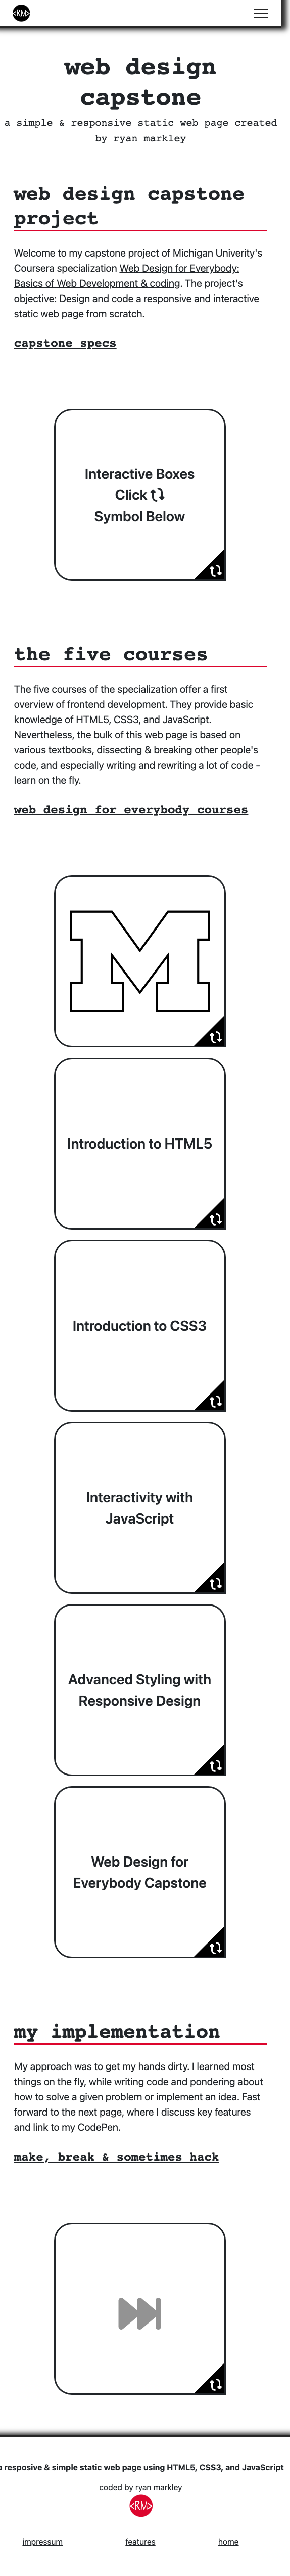 <RM>
web design
capstone
a simple & responsive static web page created
by ryan markley
web design capstone
project
Welcome to my capstone project of Michigan Univerity's
Coursera specialization Web Design for Everybody:
Basics of Web Development & coding. The project's
objective: Design and code a responsive and interactive
static web page from scratch.
capstone specs
Interactive Boxes
Click
Symbol Below
the five courses
The five courses of the specialization offer a first
overview of frontend development. They provide basic
knowledge of HTML5, CSS3, and JavaScript.
Nevertheless, the bulk of this web page is based on
various textbooks, dissecting & breaking other people's
code, and especially writing and rewriting a lot of code -
learn on the fly.
web design for everybody courses
M
Introduction to HTML5
Introduction to CSS3
Interactivity with
JavaScript
Advanced Styling with
Responsive Design
Web Design for
Everybody Capstone
my implementation
My approach was to get my hands dirty. I learned most
things on the fly, while writing code and pondering about
how to solve a given problem or implement an idea. Fast
forward to the next page, where I discuss key features
and link to my CodePen.
make, break & sometimes hack
a resposive & simple static web page using HTML5, CSS3, and JavaScript
coded by ryan markley
<RM>
impressum features home